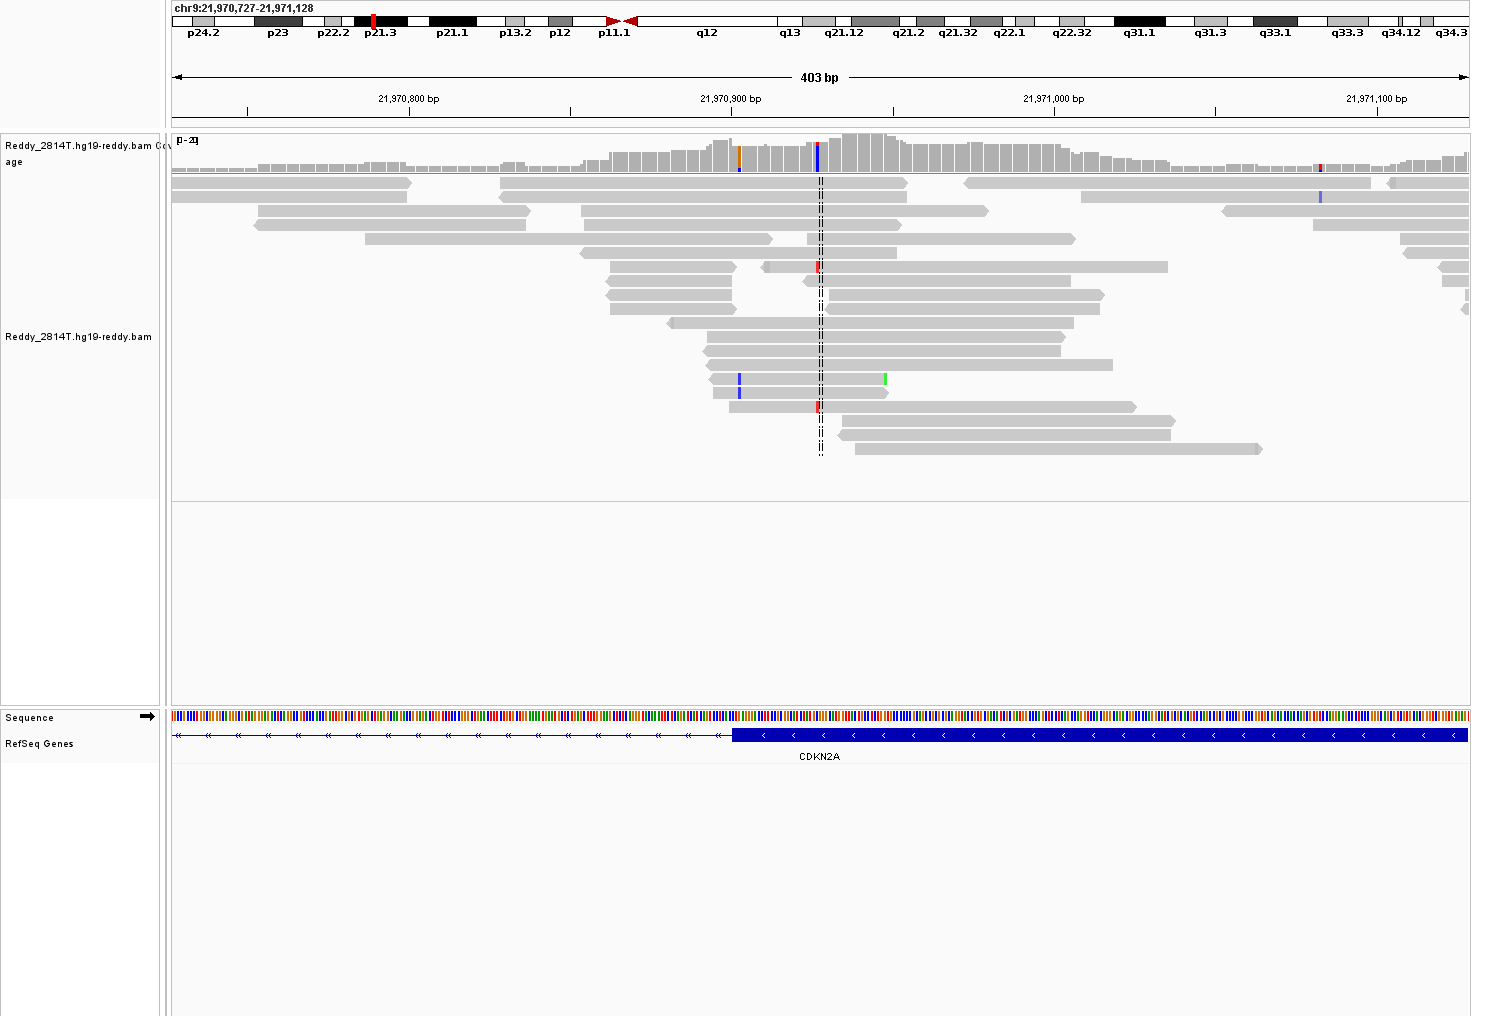 chr9:21,970,727-21,971,128
p24.2 p23 p22.2 p21.3 p21.1 p13.2 p12 p11.1 q12 q13 q21.12 q21.2 q21.32 q22.1 q22.32 q31.1 q31.3 q33.1 q33.3 q34.12 q34.3
403 bp
21,970,800 bp 21,970,900 bp 21,971,000 bp 21,971,100 bp
[0 - 20]
Reddy_2814T.hg19-reddy.bam Cov
age
Reddy_2814T.hg19-reddy.bam
Sequence
RefSeq Genes
CDKN2A